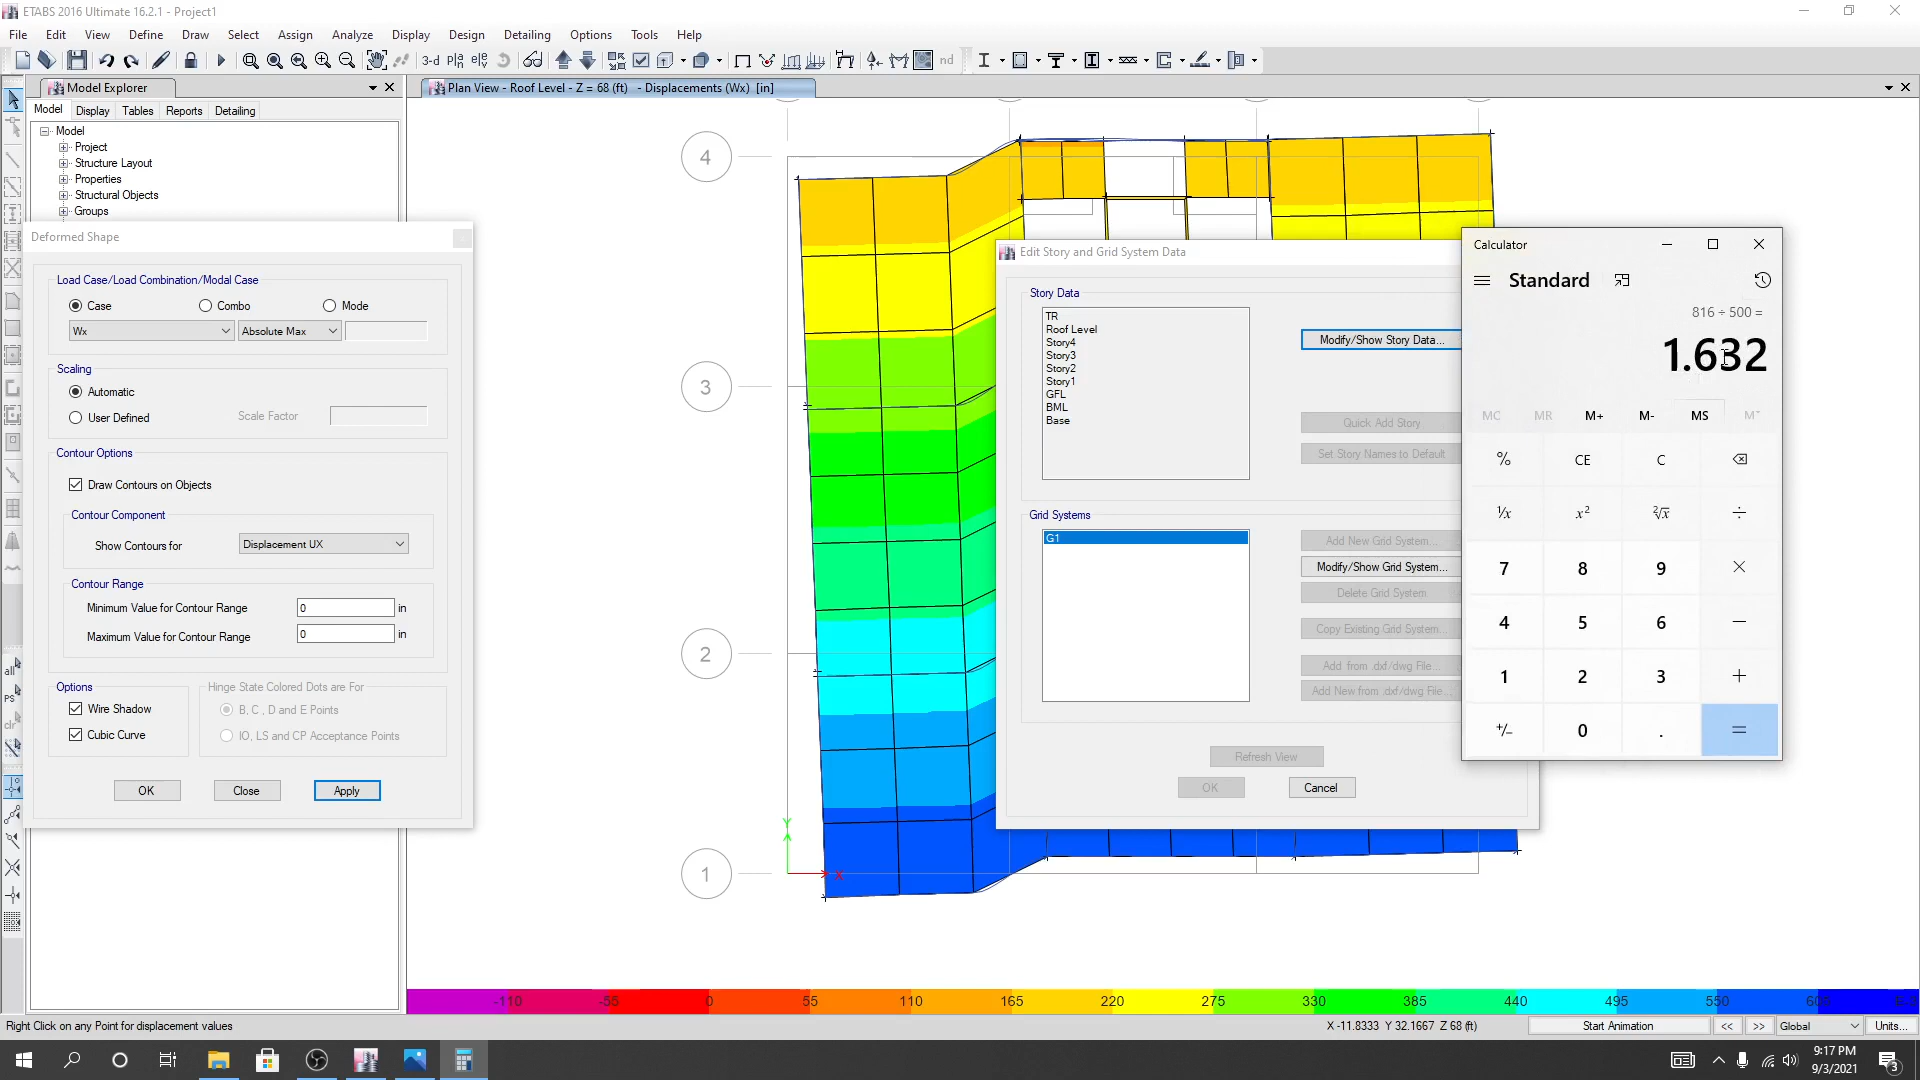 ETABS 2016 Ultimate 16.2.1 - Project1
File Edit View Define Draw Select Assign Analyze Display Design Detailing Options Tools Help
3-d
nd
Model Explorer
Plan View - Roof Level - Z = 68 (ft) - Displacements (Wx) [in]
Model Display Tables Reports Detailing
Model
Project
Structure Layout
Properties
Structural Objects
Groups
Deformed Shape
Load Case/Load Combination/Modal Case
Case Combo Mode
Wx Absolute Max
Scaling
Automatic
User Defined Scale Factor
Contour Options
Draw Contours on Objects
Contour Component
Show Contours for Displacement UX
Contour Range
Minimum Value for Contour Range 0 in
Maximum Value for Contour Range 0 in
Options
Wire Shadow
Cubic Curve
Hinge State Colored Dots are For
B, C , D and E Points
IO, LS and CP Acceptance Points
OK Close Apply
all
PS
clr
4
3
2
1
Y
X
Edit Story and Grid System Data
Story Data
TR
Roof Level
Story4
Story3
Story2
Story1
GFL
BML
Base
Modify/Show Story Data...
Quick Add Story
Set Story Names to Default
Grid Systems
G1
Add New Grid System...
Modify/Show Grid System...
Delete Grid System
Copy Existing Grid System...
Add from .dxf/dwg File...
Add New from .dxf/dwg File...
Refresh View
OK Cancel
Calculator
Standard
816 ÷ 500 =
1.632
MC MR M+ M- MS
% CE C
¹/x x² ²√x ÷
7 8 9 ×
4 5 6 −
1 2 3 +
+/− 0 . =
-110 -55 0 55 110 165 220 275 330 385 440 495 550
Right Click on any Point for displacement values
X -11.8333 Y 32.1667 Z 68 (ft)
Start Animation << >> Global Units...
9:17 PM
9/3/2021
3